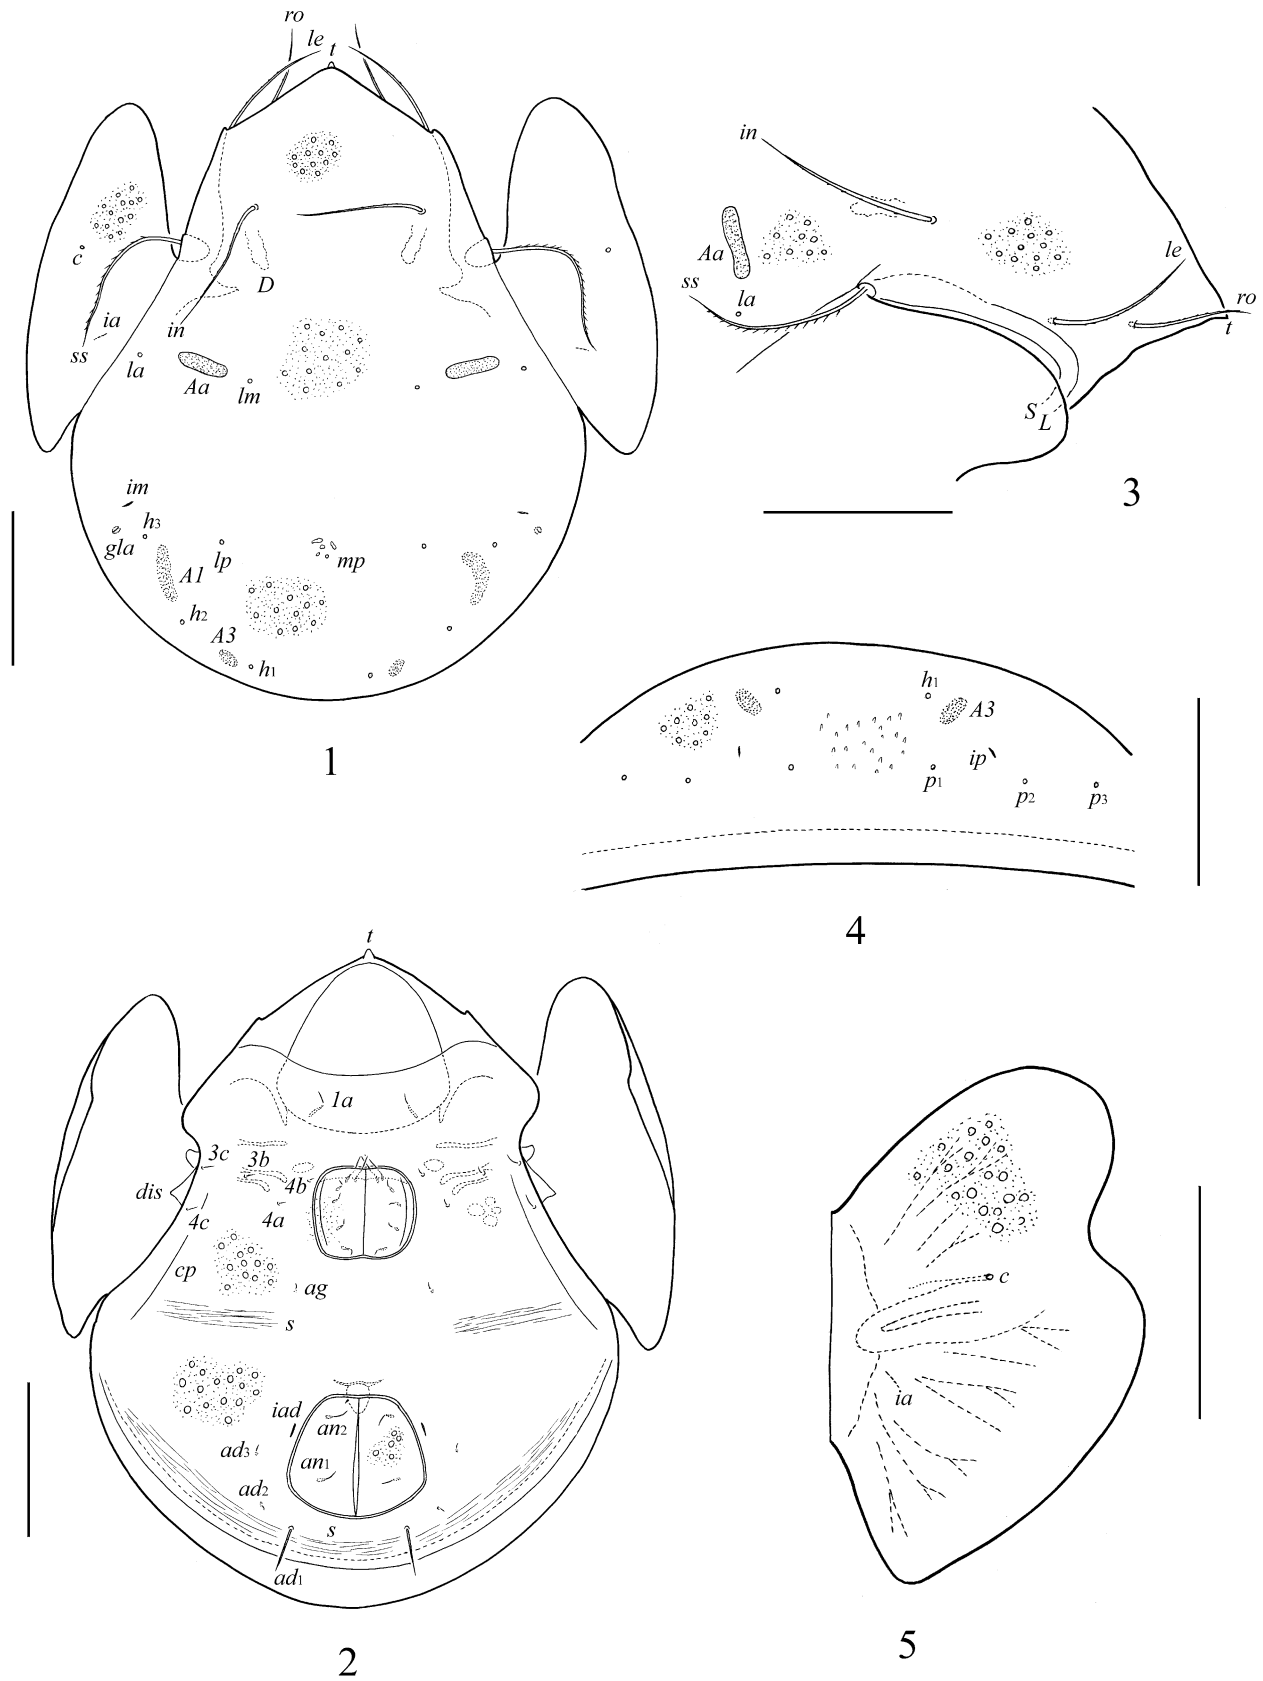 ro
le
t
c
D
ia
in
ss
la
Aa
lm
im
h3
gla
lp
mp
A1
h2
A3
h1
1
in
Aa
le
ss
la
ro
t
S
L
3
h1
A3
ip
p1
p2
p3
4
t
1a
3c
3b
dis
4b
4c
4a
cp
ag
s
iad
an2
ad3
an1
ad2
s
ad1
2
c
ia
5